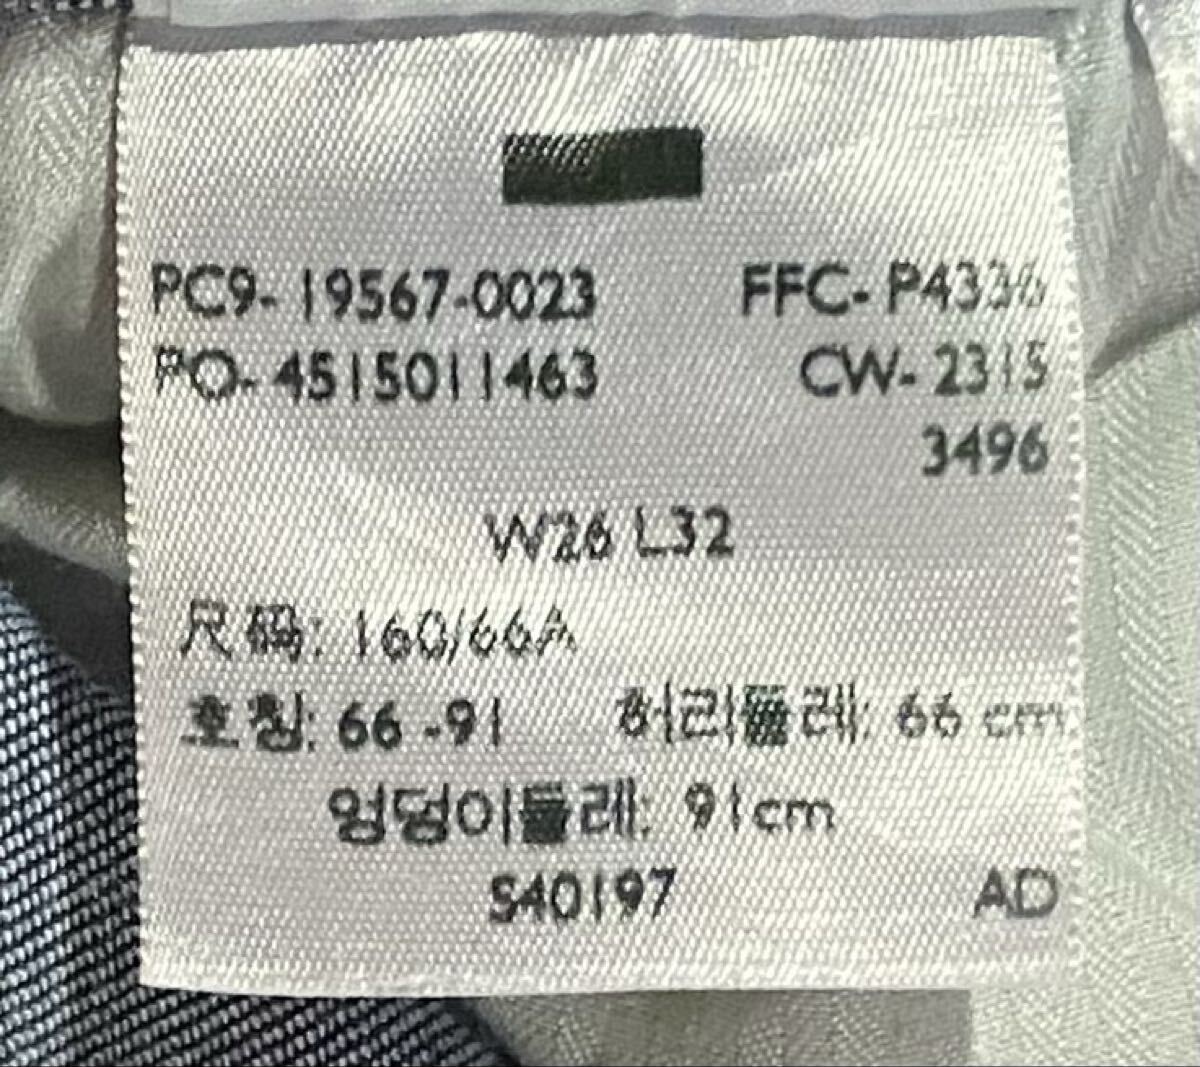 PC9- 19567-0023 FFC- P4336
PO- 4515011463 CW- 2315
3496
W26 L32
尺码: 160/66A
호칭: 66 -91 허리둘레: 66 cm
엉덩이둘레: 91cm
S40197 AD